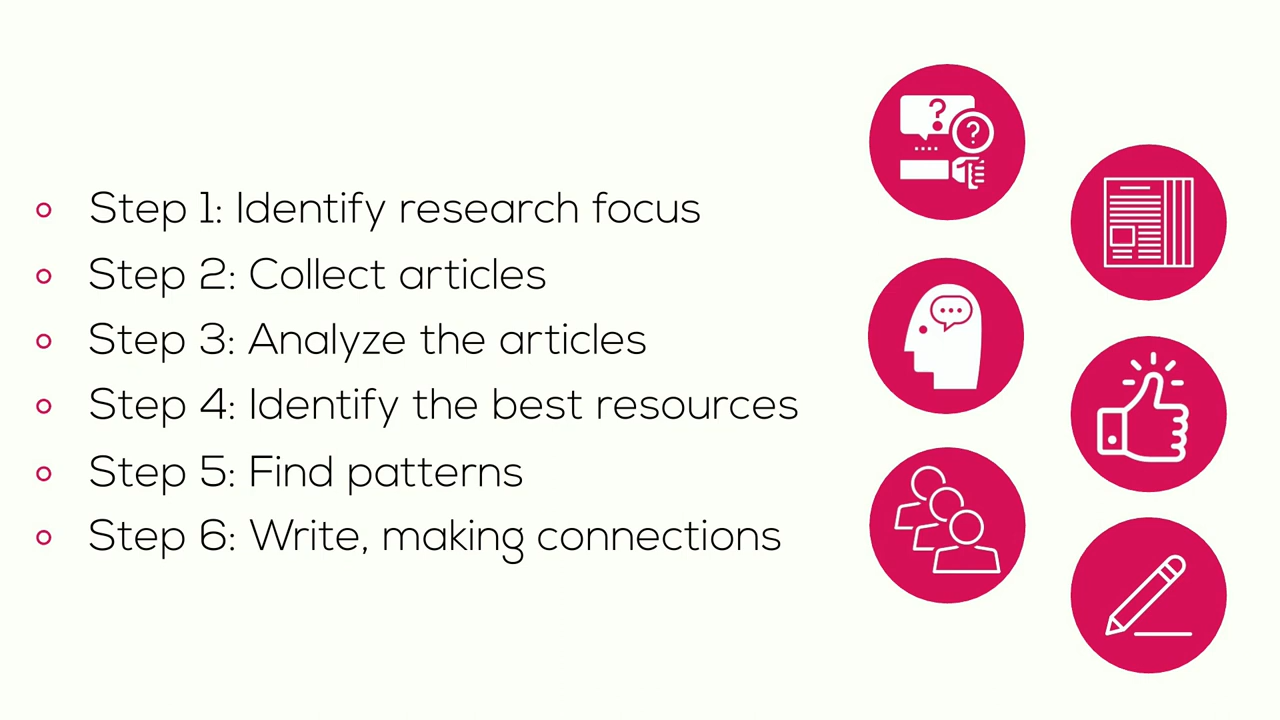 Step 1: Identify research focus
Step 2: Collect articles
Step 3: Analyze the articles
Step 4: Identify the best resources
Step 5: Find patterns
Step 6: Write, making connections